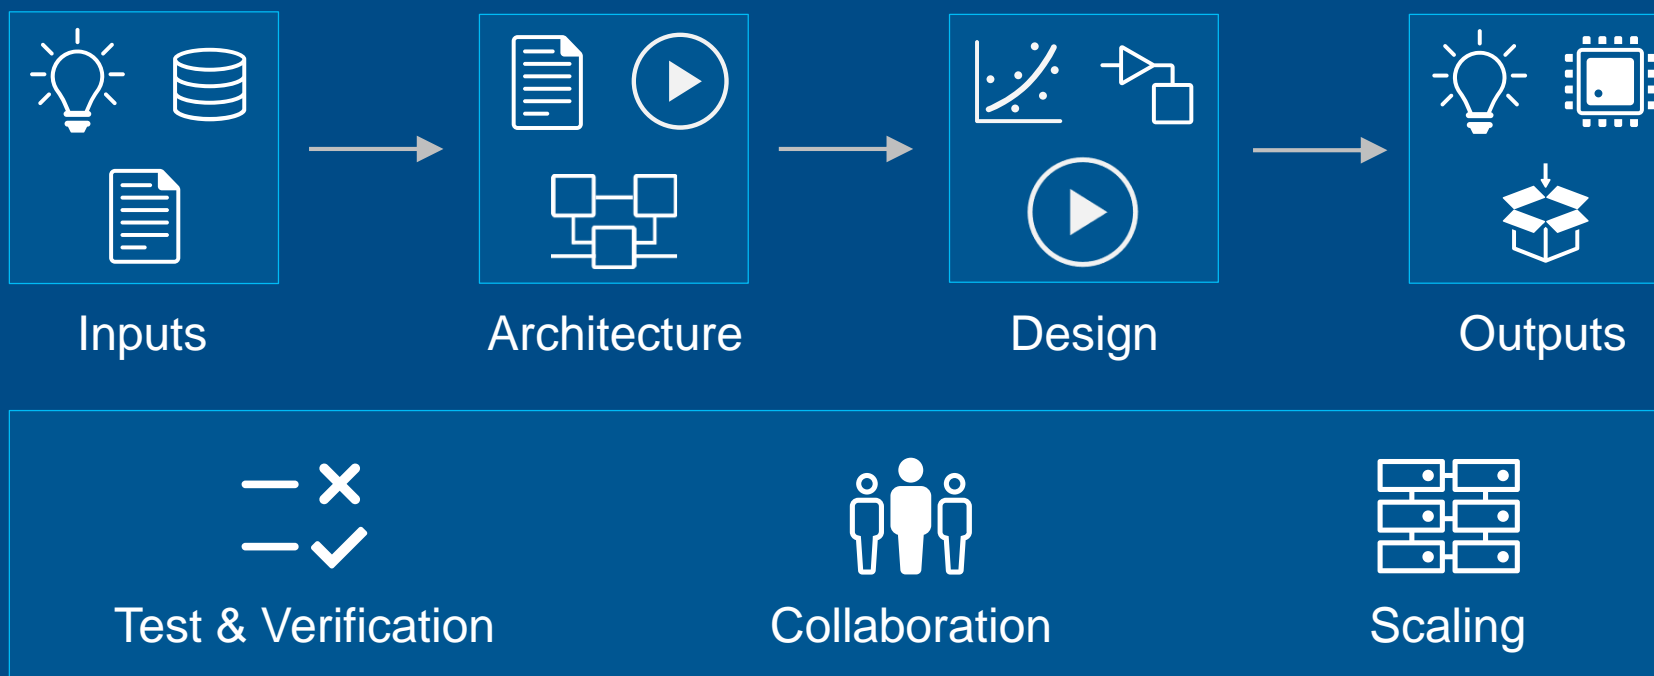 Inputs
Architecture
Design
Outputs
Test & Verification
Collaboration
Scaling